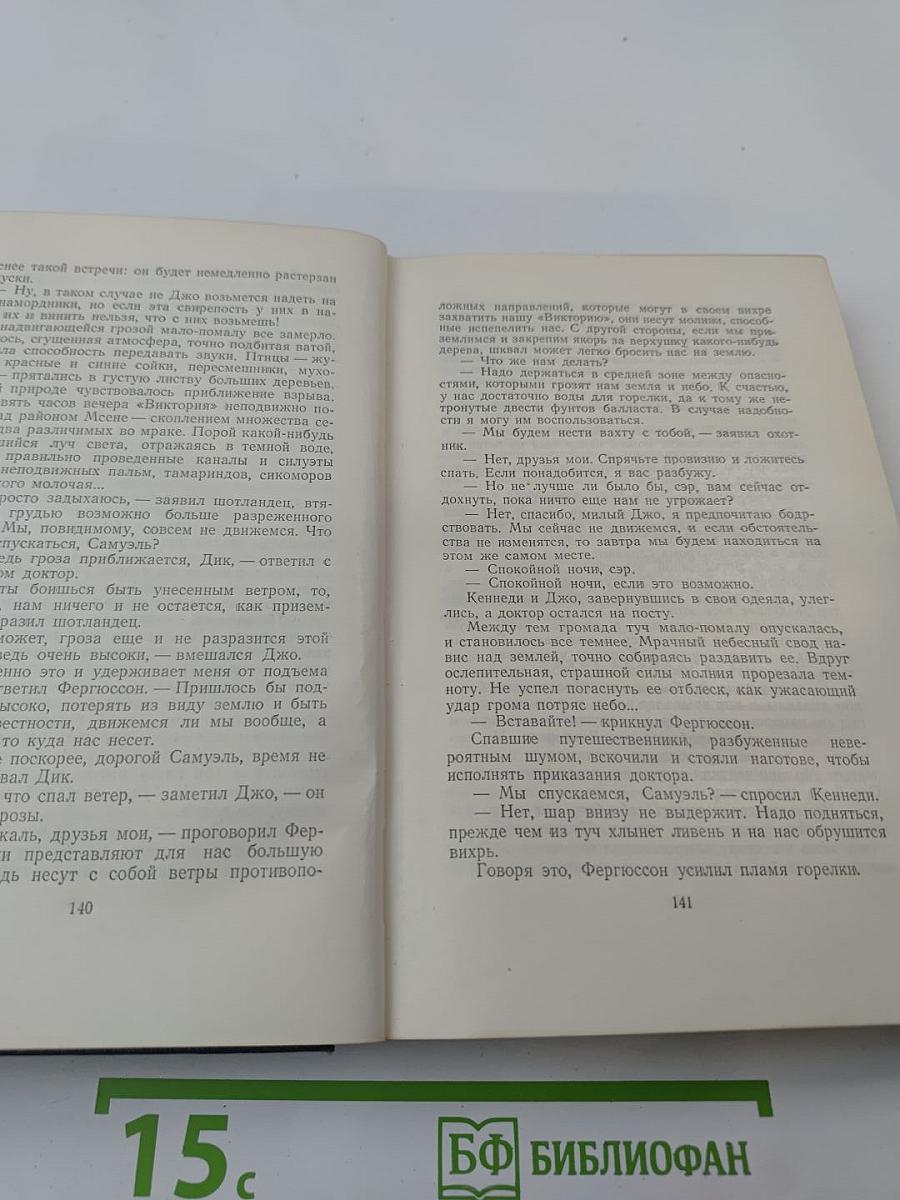 снее такой встречи: он будет немедленно растерзан
уски.
— Ну, в таком случае не Джо возьмется надеть на
намордники, но если эта свирепость у них в на-
их и винить нельзя, что с них возьмешь!
надвигающейся грозой мало-помалу все замерло.
ось, сгущенная атмосфера, точно подбитая ватой,
ла способность передавать звуки. Птицы — жу-
красные и синие сойки, пересмешники, мухо-
— прятались в густую листву больших деревьев.
й природе чувствовалось приближение взрыва.
вять часов вечера «Виктория» неподвижно по-
ад районом Мсене — скоплением множества се-
два различимых во мраке. Порой какой-нибудь
шийся луч света, отражаясь в темной воде,
правильно проведенные каналы и силуэты
неподвижных пальм, тамариндов, сикоморов
кого молочая...
росто задыхаюсь, — заявил шотландец, втя-
грудью возможно больше разреженного
Мы, повидимому, совсем не движемся. Что
спускаться, Самуэль?
едь гроза приближается, Дик, — ответил с
ом доктор.
ты боишься быть унесенным ветром, то,
, нам ничего и не остается, как призем-
разил шотландец.
может, гроза еще и не разразится этой
ведь очень высоки, — вмешался Джо.
енно это и удерживает меня от подъема
тветил Фергюссон. — Пришлось бы под-
высоко, потерять из виду землю и быть
вестности, движемся ли мы вообще, а
то куда нас несет.
е поскорее, дорогой Самуэль, время не
вал Дик.
что спал ветер, — заметил Джо, — он
розы.
жаль, друзья мои, — проговорил Фер-
и представляют для нас большую
дь несут с собой ветры противопо-
140
ложных направлений, которые могут в своем вихре
захватить нашу «Викторию», они несут молнии, способ-
ные испепелить нас. С другой стороны, если мы при-
землимся и закрепим якорь за верхушку какого-нибудь
дерева, шквал может легко бросить нас на землю.
— Что же нам делать?
— Надо держаться в средней зоне между опасно-
стями, которыми грозят нам земля и небо. К счастью,
у нас достаточно воды для горелки, да к тому же не-
тронутые двести фунтов балласта. В случае надобно-
сти я могу им воспользоваться.
— Мы будем нести вахту с тобой, — заявил охот-
ник.
— Нет, друзья мои. Спрячьте провизию и ложитесь
спать. Если понадобится, я вас разбужу.
— Но не лучше ли было бы, сэр, вам сейчас от-
дохнуть, пока ничто еще нам не угрожает?
— Нет, спасибо, милый Джо, я предпочитаю бодр-
ствовать. Мы сейчас не движемся, и если обстоятель-
ства не изменятся, то завтра мы будем находиться на
этом же самом месте.
— Спокойной ночи, сэр.
— Спокойной ночи, если это возможно.
Кеннеди и Джо, завернувшись в свои одеяла, улег-
лись, а доктор остался на посту.
Между тем громада туч мало-помалу опускалась,
и становилось все темнее. Мрачный небесный свод на-
вис над землей, точно собираясь раздавить ее. Вдруг
ослепительная, страшной силы молния прорезала тем-
ноту. Не успел погаснуть ее отблеск, как ужасающий
удар грома потряс небо...
— Вставайте! — крикнул Фергюссон.
Спавшие путешественники, разбуженные неве-
роятным шумом, вскочили и стояли наготове, чтобы
исполнять приказания доктора.
— Мы спускаемся, Самуэль? — спросил Кеннеди.
— Нет, шар внизу не выдержит. Надо подняться,
прежде чем из туч хлынет ливень и на нас обрушится
вихрь.
Говоря это, Фергюссон усилил пламя горелки.
141
15 с
БФ БИБЛИОФАН